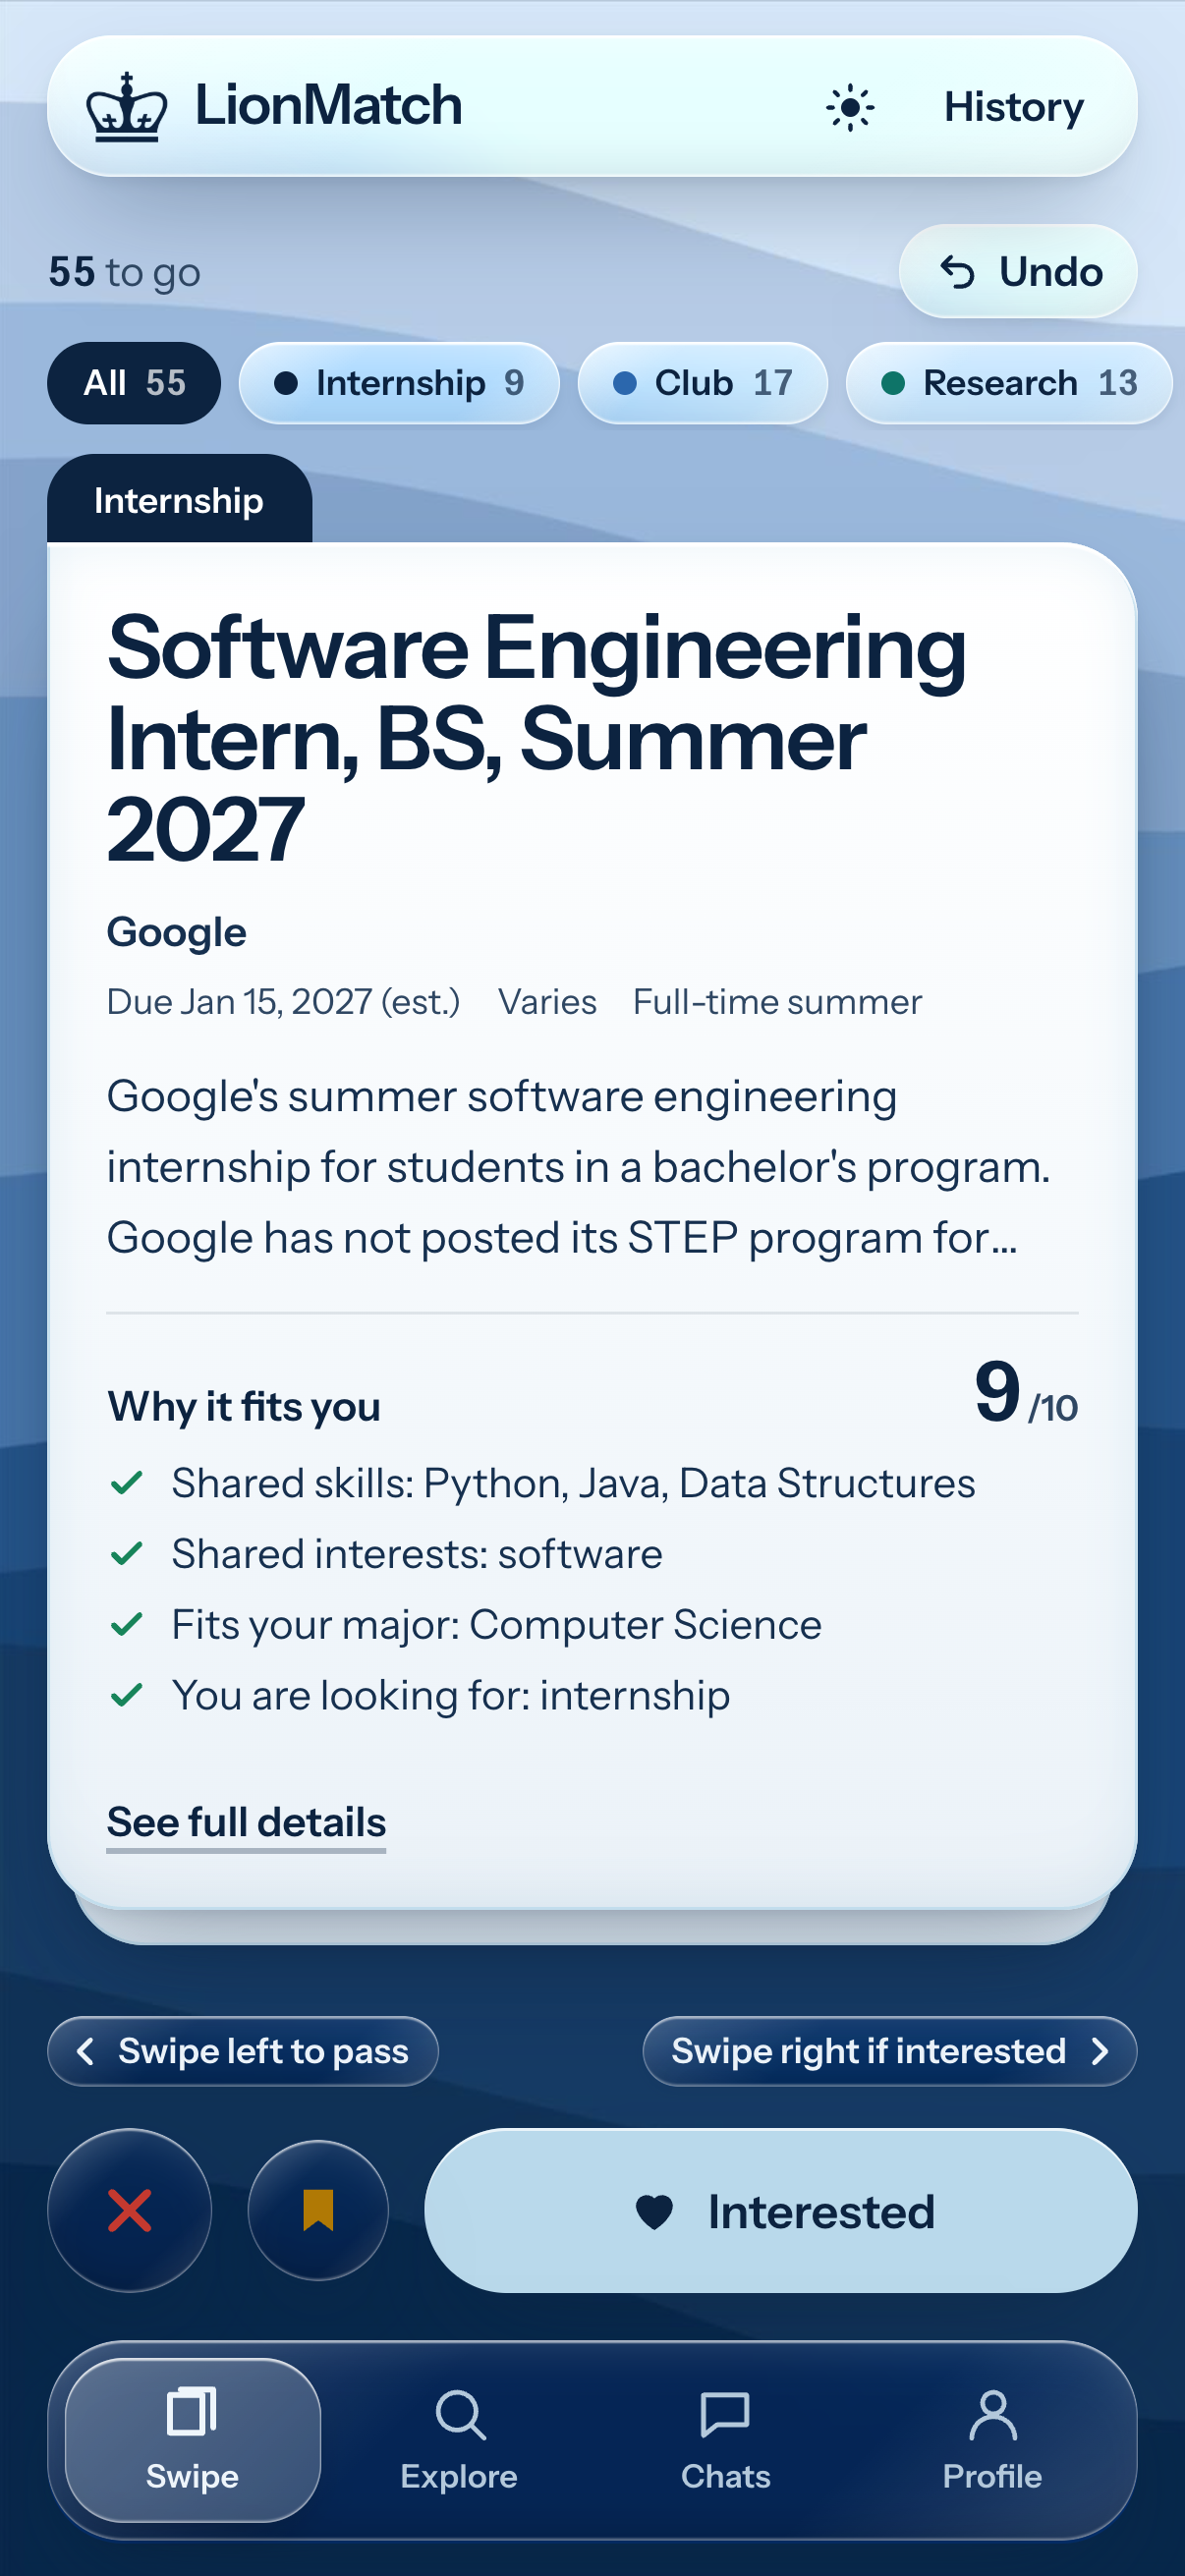 LionMatch
History
55 to go
Undo
All 55
Internship 9
Club 17
Research 13
Internship
Software Engineering
Intern, BS, Summer
2027
Google
Due Jan 15, 2027 (est.) Varies Full-time summer
Google's summer software engineering
internship for students in a bachelor's program.
Google has not posted its STEP program for...
Why it fits you 9/10
Shared skills: Python, Java, Data Structures
Shared interests: software
Fits your major: Computer Science
You are looking for: internship
See full details
Swipe left to pass
Swipe right if interested
Interested
Swipe
Explore
Chats
Profile